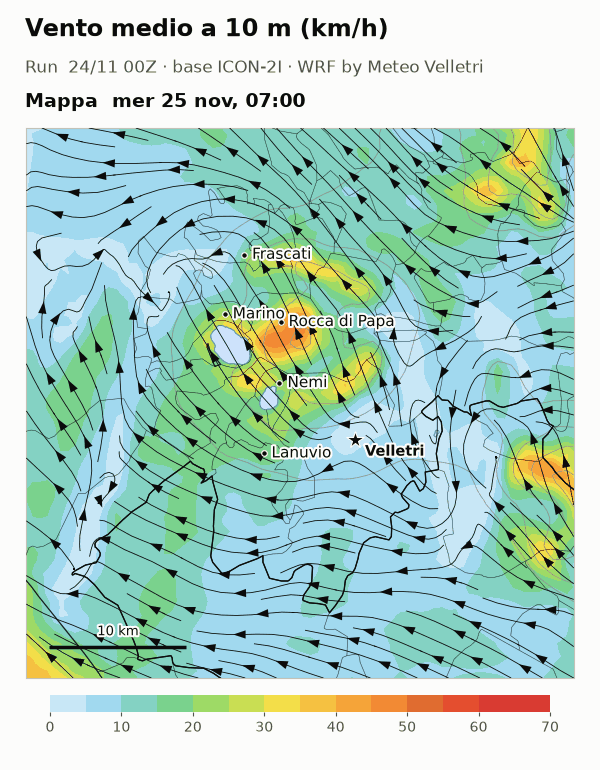 Vento medio a 10 m (km/h)
Run  24/11 00Z · base ICON-2I · WRF by Meteo Velletri
Mappa  mer 25 nov, 07:00
Frascati
Marino
Rocca di Papa
Nemi
Velletri
Lanuvio
10 km
0 10 20 30 40 50 60 70